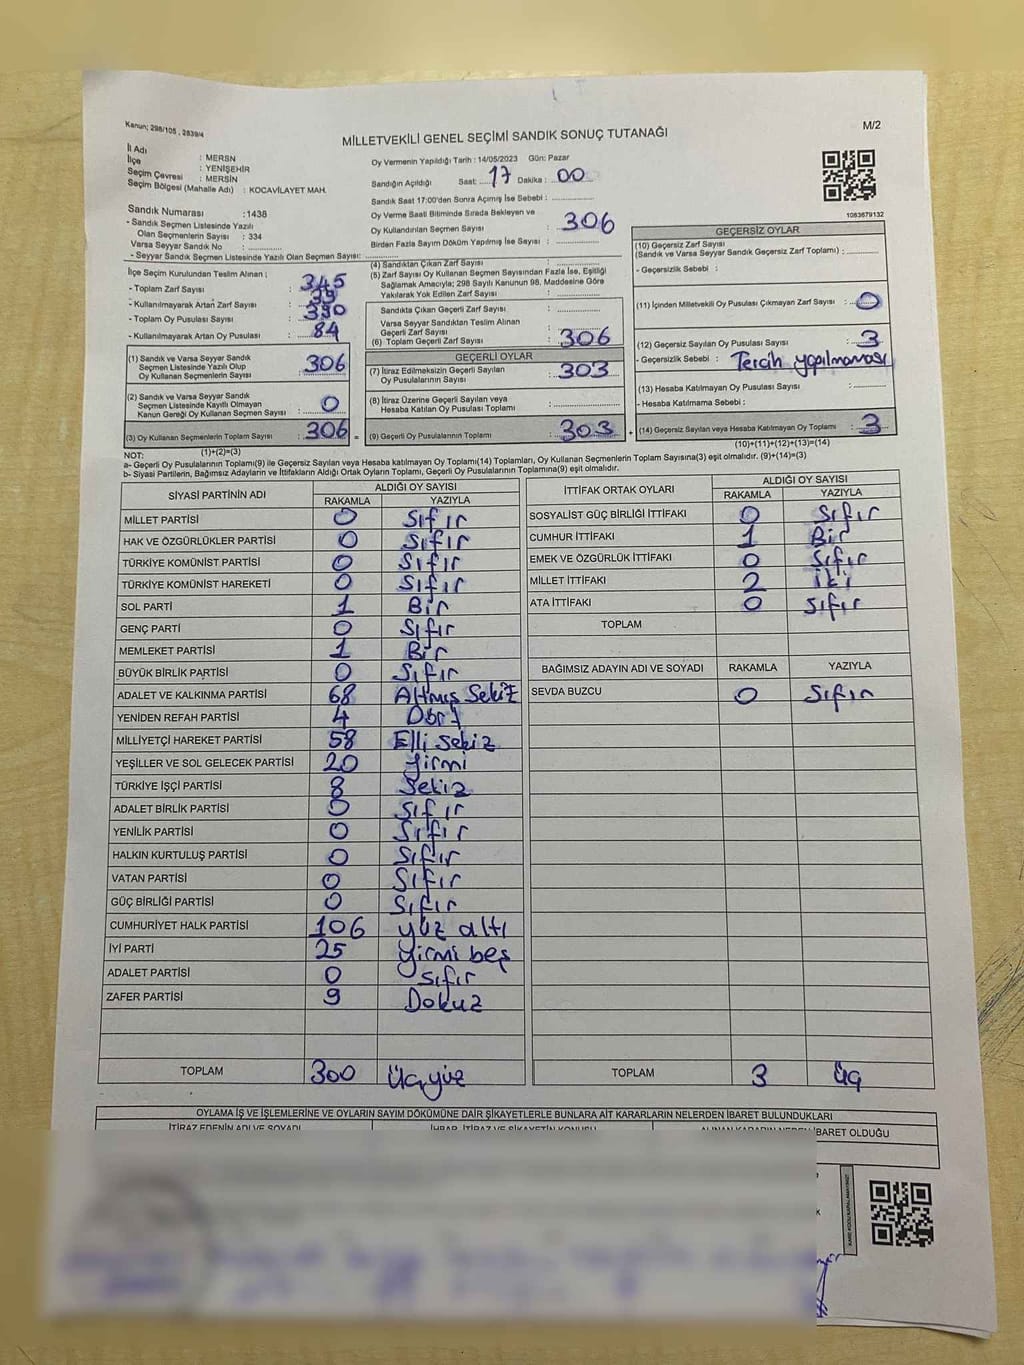 Kanun; 298/105 , 2839/4
MİLLETVEKİLİ GENEL SEÇİMİ SANDIK SONUÇ TUTANAĞI
M/2
İl Adı : MERSN
İlçe : YENİŞEHİR
Seçim Çevresi : MERSİN
Seçim Bölgesi (Mahalle Adı) : KOCAVİLAYET MAH.
Oy Vermenin Yapıldığı Tarih : 14/05/2023 Gün: Pazar
Sandığın Açıldığı Saat: 17 Dakika : 00
Sandık Saat 17:00'den Sonra Açımış İse Sebebi :
Oy Verme Saati Bitiminde Sırada Bekleyen ve
Oy Kullandırılan Seçmen Sayısı : 306
Birden Fazla Sayım Döküm Yapılmış İse Sayısı :
Sandık Numarası :1438
- Sandık Seçmen Listesinde Yazılı
Olan Seçmenlerin Sayısı : 334
Varsa Seyyar Sandık No :
- Seyyar Sandık Seçmen Listesinde Yazılı Olan Seçmen Sayısı:
1063679132
İlçe Seçim Kurulundan Teslim Alınan ;
- Toplam Zarf Sayısı : 345
- Kullanılmayarak Artan Zarf Sayısı : 39
- Toplam Oy Pusulası Sayısı : 390
- Kullanılmayarak Artan Oy Pusulası : 84
(1) Sandık ve Varsa Seyyar Sandık
Seçmen Listesinde Yazılı Olup
Oy Kullanan Seçmenlerin Sayısı : 306
(2) Sandık ve Varsa Seyyar Sandık
Seçmen Listesinde Kayıtlı Olmayan
Kanun Gereği Oy Kullanan Seçmen Sayısı : 0
(3) Oy Kullanan Seçmenlerin Toplam Sayısı : 306 =
(1)+(2)=(3)
(4) Sandıktan Çıkan Zarf Sayısı :
(5) Zarf Sayısı Oy Kullanan Seçmen Sayısından Fazla İse, Eşitliği
Sağlamak Amacıyla; 298 Sayılı Kanunun 98. Maddesine Göre
Yakılarak Yok Edilen Zarf Sayısı :
Sandıkta Çıkan Geçerli Zarf Sayısı :
Varsa Seyyar Sandıktan Teslim Alınan
Geçerli Zarf Sayısı :
(6) Toplam Geçerli Zarf Sayısı : 306
GEÇERLİ OYLAR
(7) İtiraz Edilmeksizin Geçerli Sayılan
Oy Pusulalarının Sayısı : 303
(8) İtiraz Üzerine Geçerli Sayılan veya
Hesaba Katılan Oy Pusulası Toplamı :
(9) Geçerli Oy Pusulalarının Toplamı : 303 +
GEÇERSİZ OYLAR
(10) Geçersiz Zarf Sayısı
(Sandık ve Varsa Seyyar Sandık Geçersiz Zarf Toplamı) :
- Geçersizlik Sebebi :
(11) İçinden Milletvekili Oy Pusulası Çıkmayan Zarf Sayısı : 0
(12) Geçersiz Sayılan Oy Pusulası Sayısı : 3
- Geçersizlik Sebebi : Tercih yapılmaması
(13) Hesaba Katılmayan Oy Pusulası Sayısı :
- Hesaba Katılmama Sebebi :
(14) Geçersiz Sayılan veya Hesaba Katılmayan Oy Toplamı : 3
(10)+(11)+(12)+(13)=(14)
NOT:
a- Geçerli Oy Pusulalarının Toplamı(9) ile Geçersiz Sayılan veya Hesaba katılmayan Oy Toplamı(14) Toplamları, Oy Kullanan Seçmenlerin Toplam Sayısına(3) eşit olmalıdır. (9)+(14)=(3)
b- Siyasi Partilerin, Bağımsız Adayların ve İttifakların Aldığı Oyların Toplamı, Geçerli Oy Pusulalarının Toplamına(9) eşit olmalıdır.
SİYASİ PARTİNİN ADI ALDIĞI OY SAYISI
RAKAMLA YAZIYLA
MİLLET PARTİSİ 0 Sıfır
HAK VE ÖZGÜRLÜKLER PARTİSİ 0 Sıfır
TÜRKİYE KOMÜNİST PARTİSİ 0 Sıfır
TÜRKİYE KOMÜNİST HAREKETİ 0 Sıfır
SOL PARTİ 1 Bir
GENÇ PARTİ 0 Sıfır
MEMLEKET PARTİSİ 1 Bir
BÜYÜK BİRLİK PARTİSİ 0 Sıfır
ADALET VE KALKINMA PARTİSİ 68 Altmış Sekiz
YENİDEN REFAH PARTİSİ 4 Dört
MİLLİYETÇİ HAREKET PARTİSİ 58 Elli Sekiz
YEŞİLLER VE SOL GELECEK PARTİSİ 20 Yirmi
TÜRKİYE İŞÇİ PARTİSİ 8 Sekiz
ADALET BİRLİK PARTİSİ 0 Sıfır
YENİLİK PARTİSİ 0 Sıfır
HALKIN KURTULUŞ PARTİSİ 0 Sıfır
VATAN PARTİSİ 0 Sıfır
GÜÇ BİRLİĞİ PARTİSİ 0 Sıfır
CUMHURİYET HALK PARTİSİ 106 yüz altı
İYİ PARTİ 25 Yirmi beş
ADALET PARTİSİ 0 sıfır
ZAFER PARTİSİ 9 Dokuz
TOPLAM 300 Üçyüz
İTTİFAK ORTAK OYLARI ALDIĞI OY SAYISI
RAKAMLA YAZIYLA
SOSYALİST GÜÇ BİRLİĞİ İTTİFAKI 0 Sıfır
CUMHUR İTTİFAKI 1 Bir
EMEK VE ÖZGÜRLÜK İTTİFAKI 0 Sıfır
MİLLET İTTİFAKI 2 İki
ATA İTTİFAKI 0 Sıfır
TOPLAM
BAĞIMSIZ ADAYIN ADI VE SOYADI RAKAMLA YAZIYLA
SEVDA BUZCU 0 Sıfır
TOPLAM 3 Üç
OYLAMA İŞ VE İŞLEMLERİNE VE OYLARIN SAYIM DÖKÜMÜNE DAİR ŞİKAYETLERLE BUNLARA AİT KARARLARIN NELERDEN İBARET BULUNDUKLARI
İTİRAZ EDENİN ADI VE SOYADI İHBAR, İTİRAZ VE ŞİKAYETİN KONUSU ALINAN KARARIN NEDEN İBARET OLDUĞU